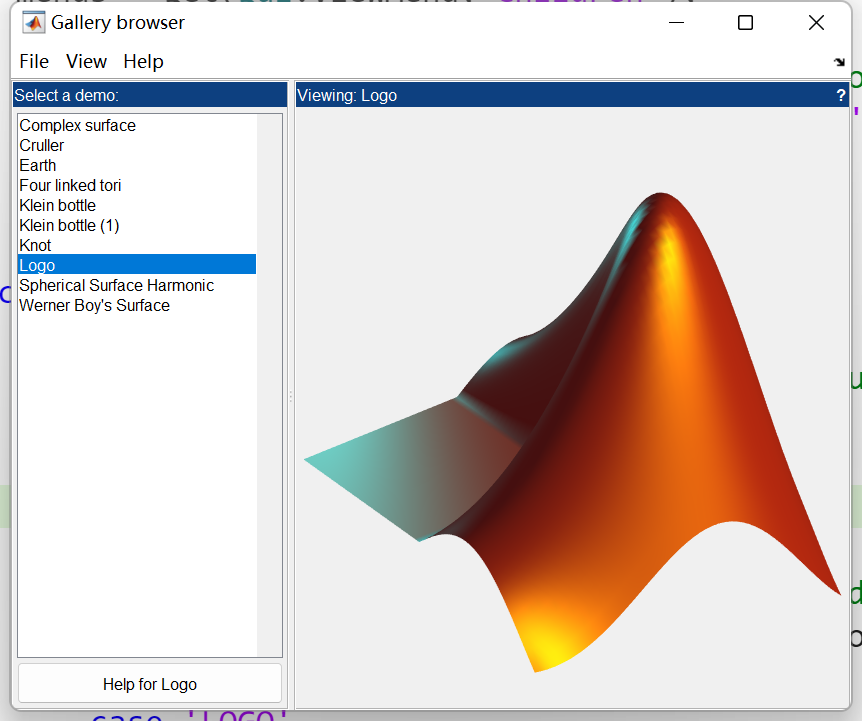 Gallery browser
File View Help
Select a demo:
Viewing: Logo ?
Complex surface
Cruller
Earth
Four linked tori
Klein bottle
Klein bottle (1)
Knot
Logo
Spherical Surface Harmonic
Werner Boy's Surface
Help for Logo
case 'Logo'